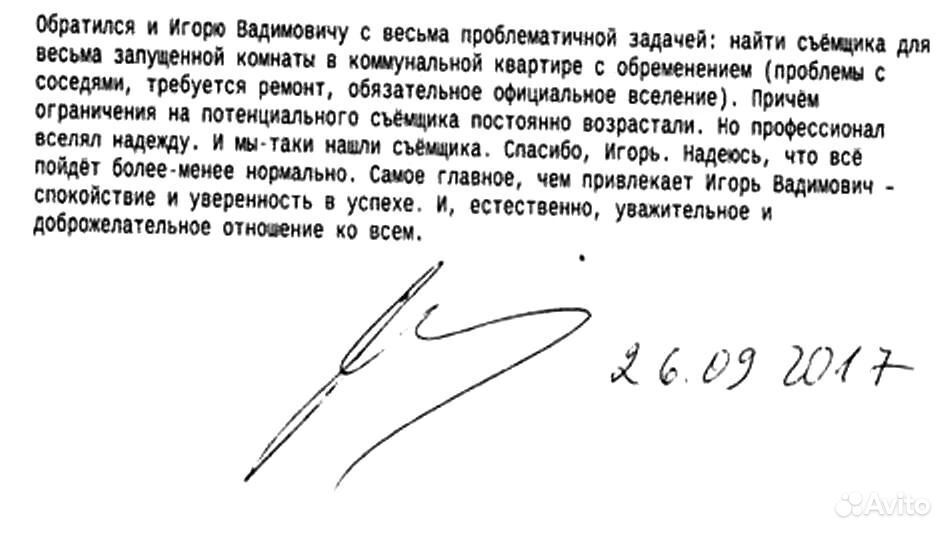 Обратился и Игорю Вадимовичу с весьма проблематичной задачей: найти съёмщика для
весьма запущенной комнаты в коммунальной квартире с обременением (проблемы с
соседями, требуется ремонт, обязательное официальное вселение). Причём
ограничения на потенциального съёмщика постоянно возрастали. Но профессионал
вселял надежду. И мы-таки нашли съёмщика. Спасибо, Игорь. Надеюсь, что всё
пойдёт более-менее нормально. Самое главное, чем привлекает Игорь Вадимович -
спокойствие и уверенность в успехе. И, естественно, уважительное и
доброжелательное отношение ко всем.
26.09 2017
Avito